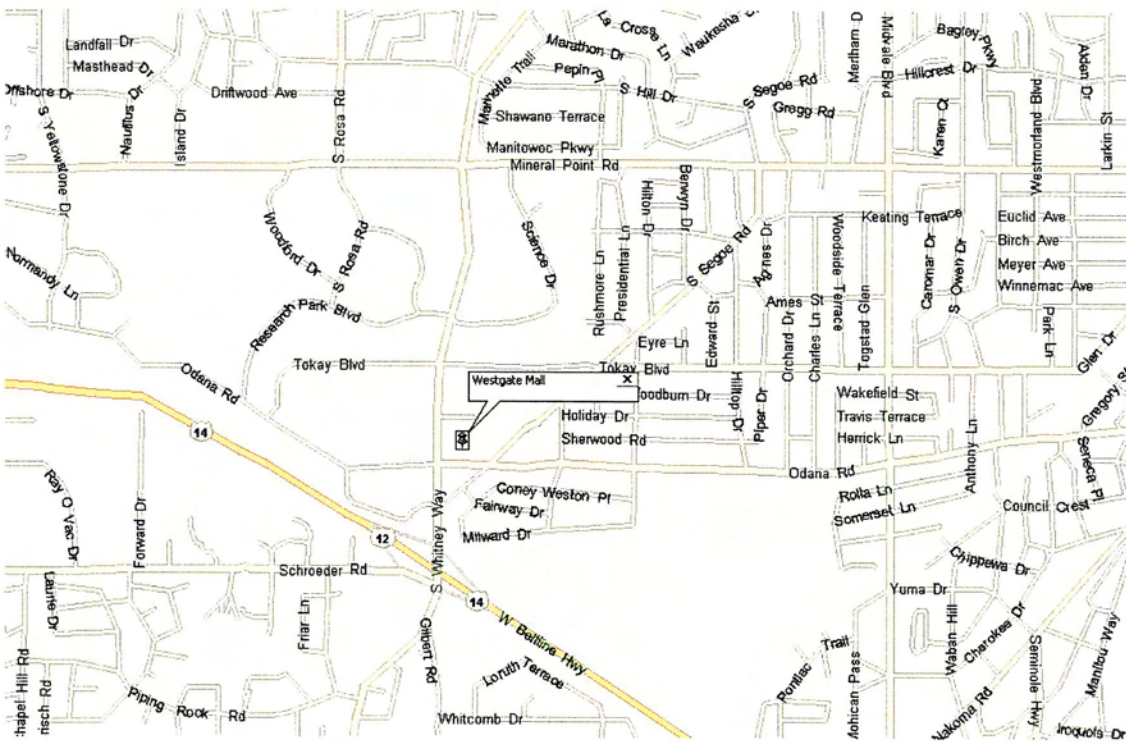 La Crosse Ln
Waukesha
Landfall Dr
Marathon Dr
Midvale Blvd
Bagley Pkwy
Masthead Dr
Marinette Trail
Pepin Pl
Hillcrest Dr
Alden Dr
Offshore Dr
Driftwood Ave
S Hill Dr
S Segoe Rd
Gregg Rd
S Yellowstone Dr
Nautilus Dr
Island Dr
S Rosa Rd
Shawano Terrace
Karen Ct
Westmorland Blvd
Larkin St
Manitowoc Pkwy
Mineral Point Rd
Hilton Dr
Berwyn Dr
Woodford Dr
S Rosa Rd
Science Dr
Rushmore Ln
Presidential Ln
S Segoe Rd
Agnes Dr
Woodside Terrace
Keating Terrace
Euclid Ave
Birch Ave
Normandy Ln
Caromar Dr
S Owen Dr
Meyer Ave
Winnemac Ave
Research Park Blvd
Edward St
Ames St
Orchard Dr
Charles Ln
Togstad Glen
Park Ln
Eyre Ln
Glen Dr
Odana Rd
Tokay Blvd
Tokay Blvd
Gregory St
Westgate Mall
X
oodburn Dr
Hilltop Dr
Piper Dr
Wakefield St
Holiday Dr
Travis Terrace
14
Sherwood Rd
Herrick Ln
Odana Rd
Anthony Ln
Seneca Pl
Ray O Vac Dr
Forward Dr
Coney Weston Pl
Rolla Ln
Fairway Dr
Somerset Ln
Council Crest
12
S Whitney Way
Milward Dr
Chippewa Dr
Schroeder Rd
Laurie Dr
Friar Ln
14
W Beltline Hwy
Yuma Dr
Waban Hill
Cherokee Dr
Gilbert Rd
Loruth Terrace
Pontiac Trail
Mohican Pass
Seminole Hwy
Manitou Way
hapel Hill Rd
risch Rd
Piping Rock Rd
Whitcomb Dr
Nakoma Rd
Iroquois Dr